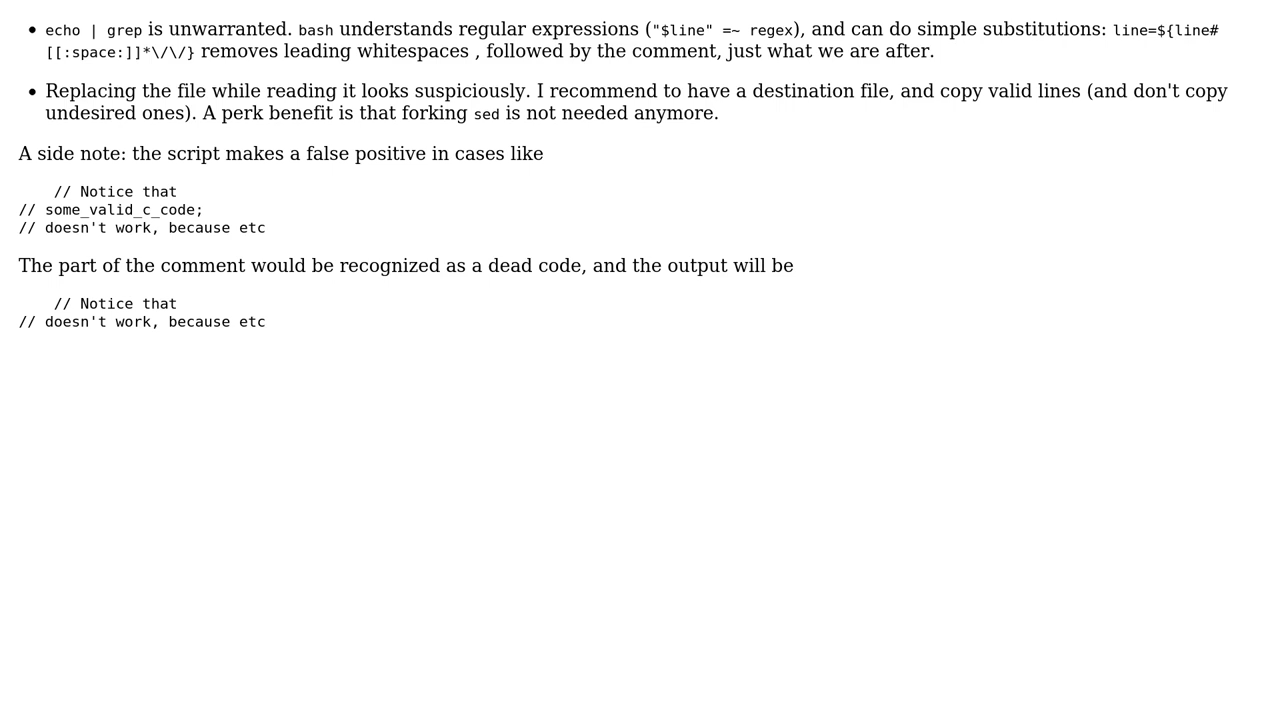 • echo | grep is unwarranted. bash understands regular expressions ("$line" =~ regex), and can do simple substitutions: line=${line#
[[:space:]]*\/\/} removes leading whitespaces , followed by the comment, just what we are after.
• Replacing the file while reading it looks suspiciously. I recommend to have a destination file, and copy valid lines (and don't copy
undesired ones). A perk benefit is that forking sed is not needed anymore.
A side note: the script makes a false positive in cases like
    // Notice that
// some_valid_c_code;
// doesn't work, because etc
The part of the comment would be recognized as a dead code, and the output will be
    // Notice that
// doesn't work, because etc